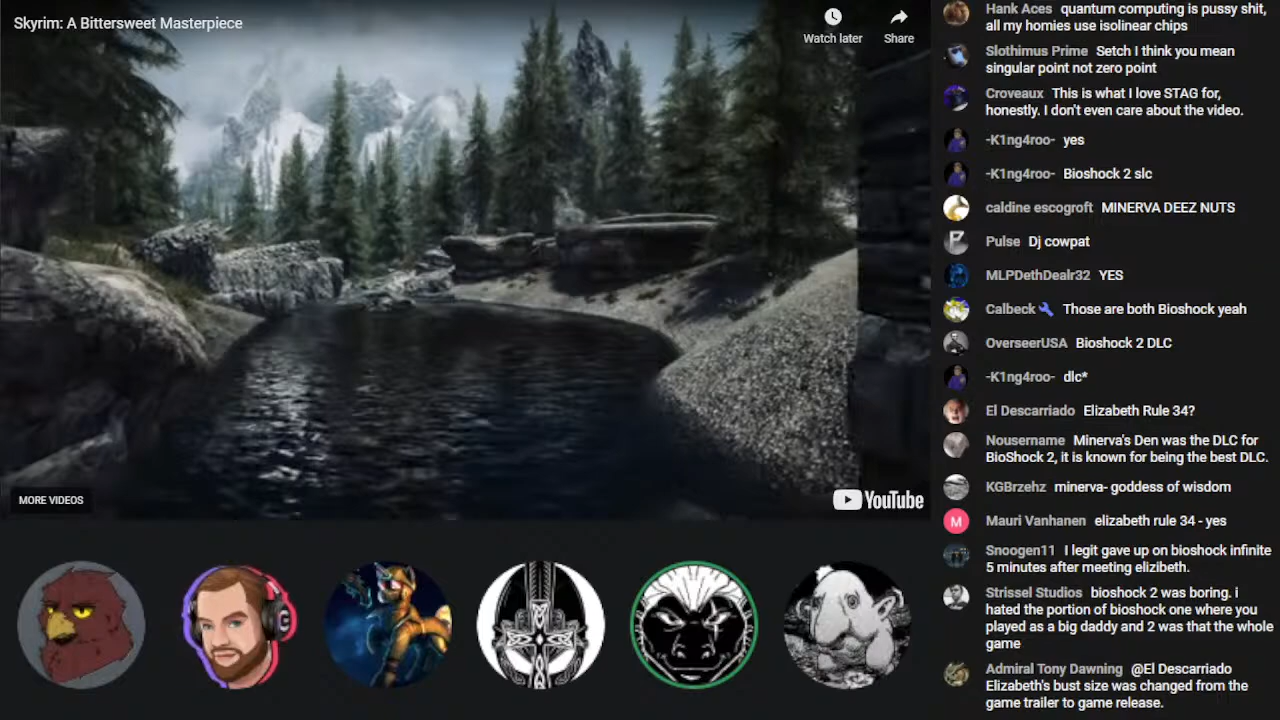 Skyrim: A Bittersweet Masterpiece
Watch later
Share
MORE VIDEOS
YouTube
Hank Aces quantum computing is pussy shit,
all my homies use isolinear chips
Slothimus Prime Setch I think you mean
singular point not zero point
Croveaux This is what I love STAG for,
honestly. I don't even care about the video.
-K1ng4roo- yes
-K1ng4roo- Bioshock 2 slc
caldine escogroft MINERVA DEEZ NUTS
Pulse Dj cowpat
MLPDethDealr32 YES
Calbeck Those are both Bioshock yeah
OverseerUSA Bioshock 2 DLC
-K1ng4roo- dlc*
El Descarriado Elizabeth Rule 34?
Nousername Minerva's Den was the DLC for
BioShock 2, it is known for being the best DLC.
KGBrzehz minerva- goddess of wisdom
M
Mauri Vanhanen elizabeth rule 34 - yes
Snoogen11 I legit gave up on bioshock infinite
5 minutes after meeting elizibeth.
Strissel Studios bioshock 2 was boring. i
hated the portion of bioshock one where you
played as a big daddy and 2 was that the whole
game
Admiral Tony Dawning @El Descarriado
Elizabeth's bust size was changed from the
game trailer to game release.